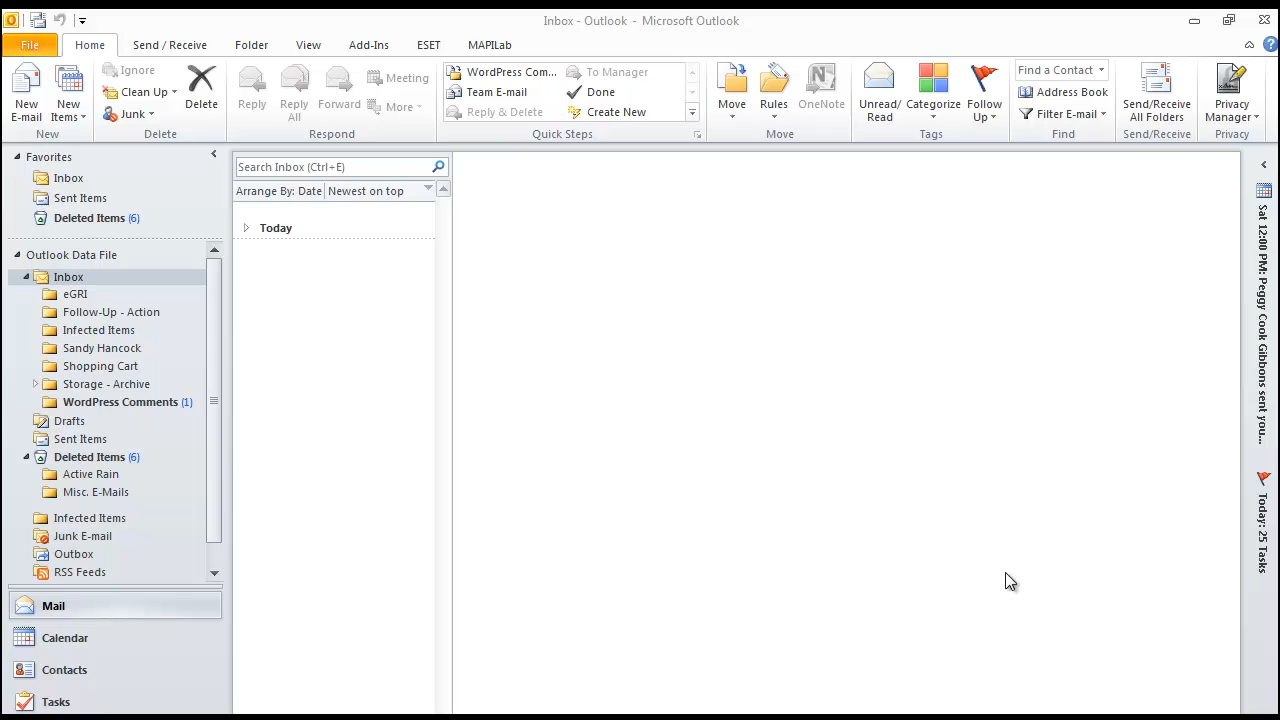 Inbox - Outlook - Microsoft Outlook
File Home Send / Receive Folder View Add-Ins ESET MAPILab
New E-mail
New Items
New
Ignore
Clean Up
Junk
Delete
Delete
Reply
Reply All
Forward
Meeting
More
Respond
WordPress Com...
Team E-mail
Reply & Delete
To Manager
Done
Create New
Quick Steps
Move
Rules
OneNote
Move
Unread/ Read
Categorize
Follow Up
Tags
Find a Contact
Address Book
Filter E-mail
Find
Send/Receive All Folders
Send/Receive
Privacy Manager
Privacy
Favorites
Inbox
Sent Items
Deleted Items (6)
Outlook Data File
Inbox
eGRI
Follow-Up - Action
Infected Items
Sandy Hancock
Shopping Cart
Storage - Archive
WordPress Comments (1)
Drafts
Sent Items
Deleted Items (6)
Active Rain
Misc. E-Mails
Infected Items
Junk E-mail
Outbox
RSS Feeds
Mail
Calendar
Contacts
Tasks
Search Inbox (Ctrl+E)
Arrange By: Date Newest on top
Today
Sat 12:00 PM: Peggy Cook Gibbons sent you...
Today: 25 Tasks